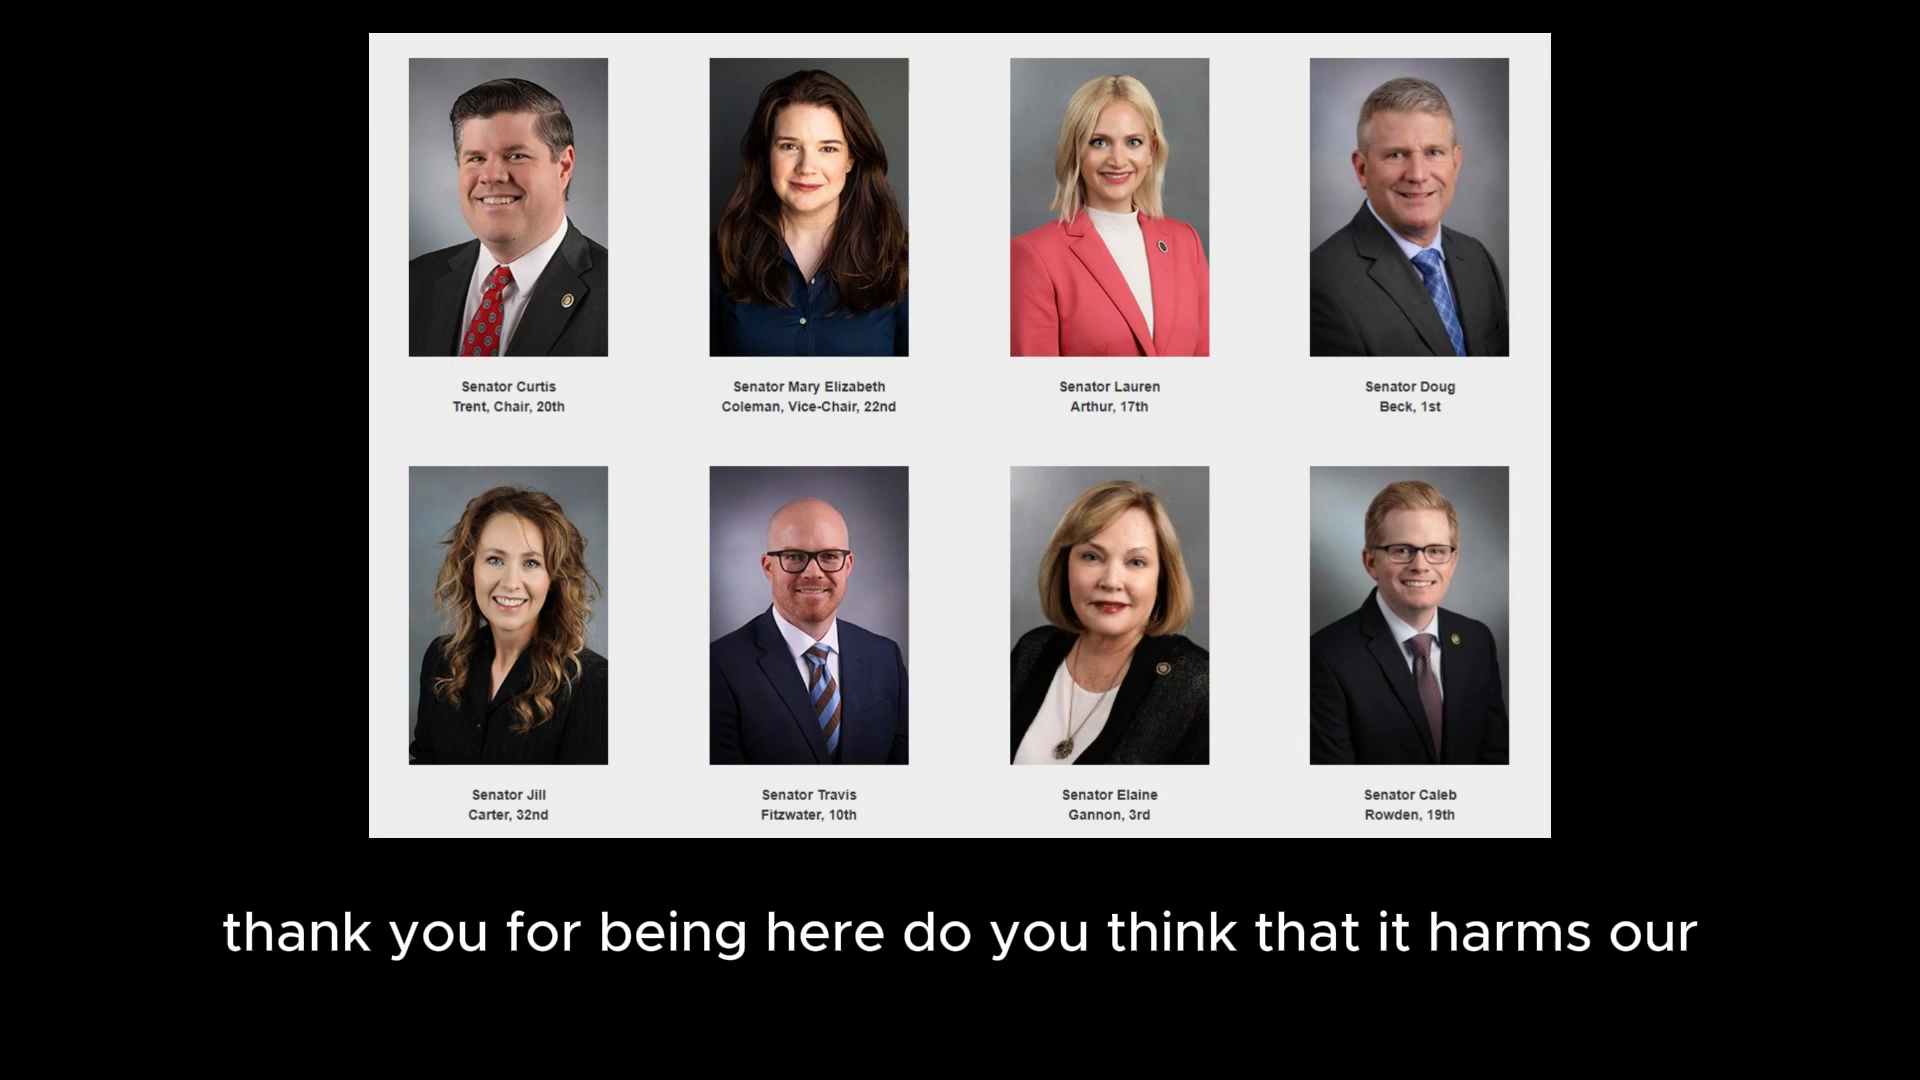 Senator Curtis
Trent, Chair, 20th
Senator Mary Elizabeth
Coleman, Vice-Chair, 22nd
Senator Lauren
Arthur, 17th
Senator Doug
Beck, 1st
Senator Jill
Carter, 32nd
Senator Travis
Fitzwater, 10th
Senator Elaine
Gannon, 3rd
Senator Caleb
Rowden, 19th
thank you for being here do you think that it harms our